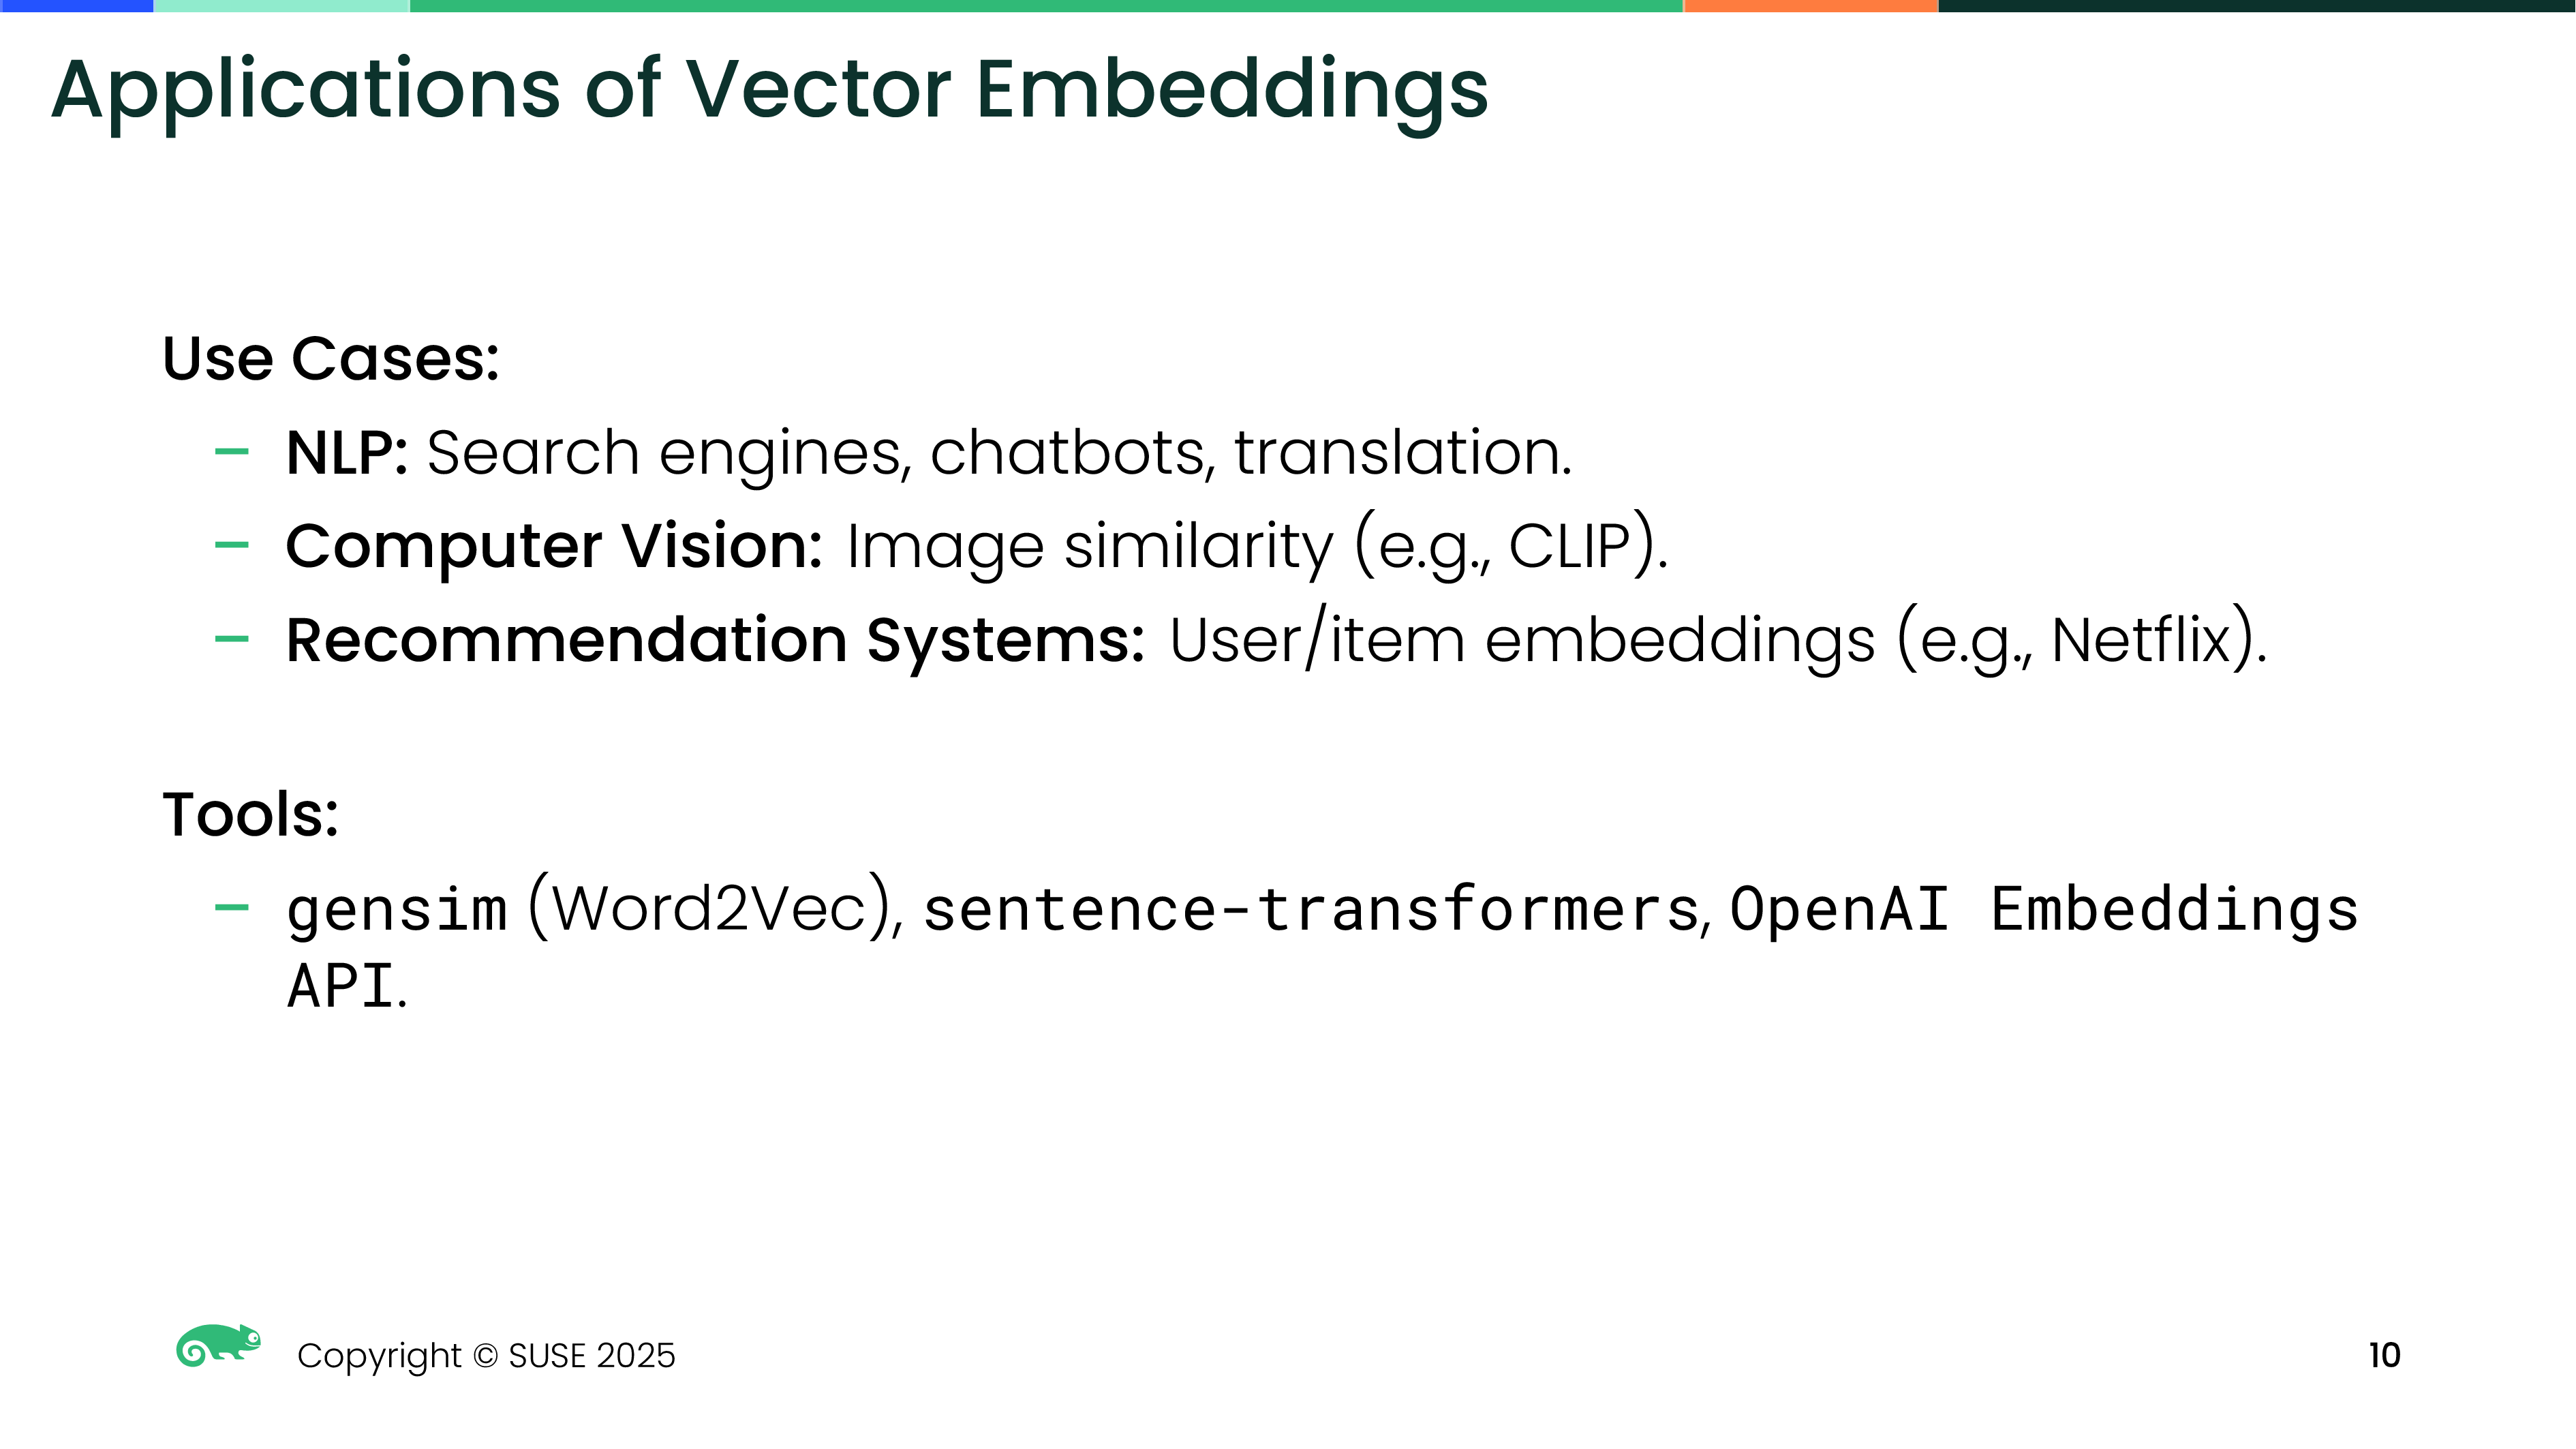 Applications of Vector Embeddings
Use Cases:
– NLP: Search engines, chatbots, translation.
– Computer Vision: Image similarity (e.g., CLIP).
– Recommendation Systems: User/item embeddings (e.g., Netflix).
Tools:
– gensim (Word2Vec), sentence-transformers, OpenAI Embeddings
API.
Copyright © SUSE 2025
10